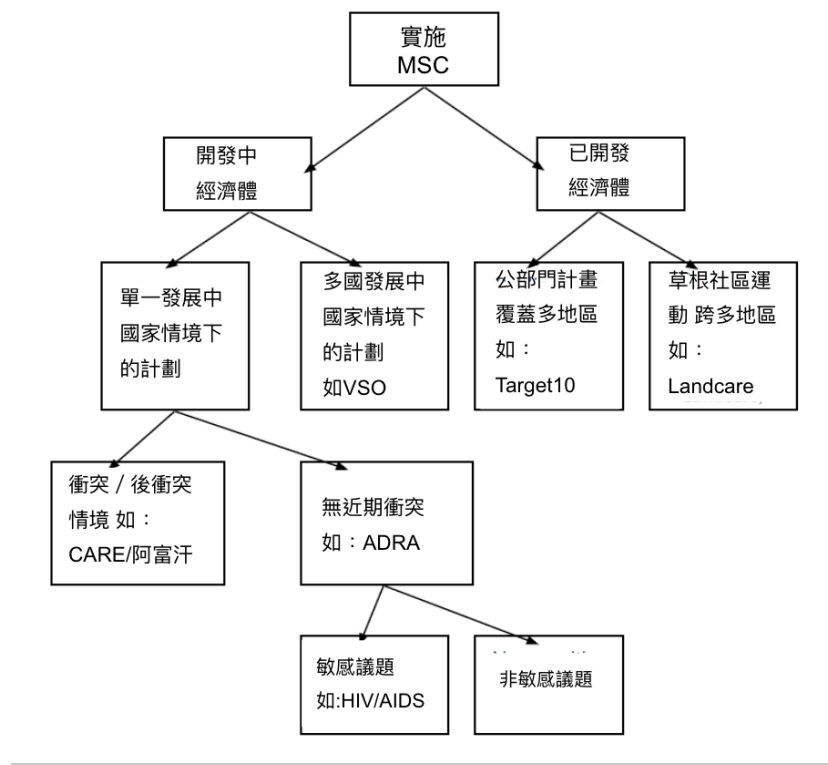 實施
MSC
開發中
經濟體
已開發
經濟體
單一發展中
國家情境下
的計劃
多國發展中
國家情境下
的計劃
如VSO
公部門計畫
覆蓋多地區
如：
Target10
草根社區運
動 跨多地區
如：
Landcare
衝突 / 後衝突
情境 如：
CARE/阿富汗
無近期衝突
如：ADRA
敏感議題
如:HIV/AIDS
非敏感議題